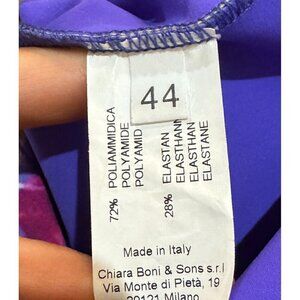 44
72% POLIAMMIDICA
POLYAMIDE
POLYAMID
28% ELASTAN
ELASTHANN
ELASTHAN
ELASTANE
Made in Italy
Chiara Boni & Sons s.r.l
Via Monte di Pietà, 19
20121 Milano